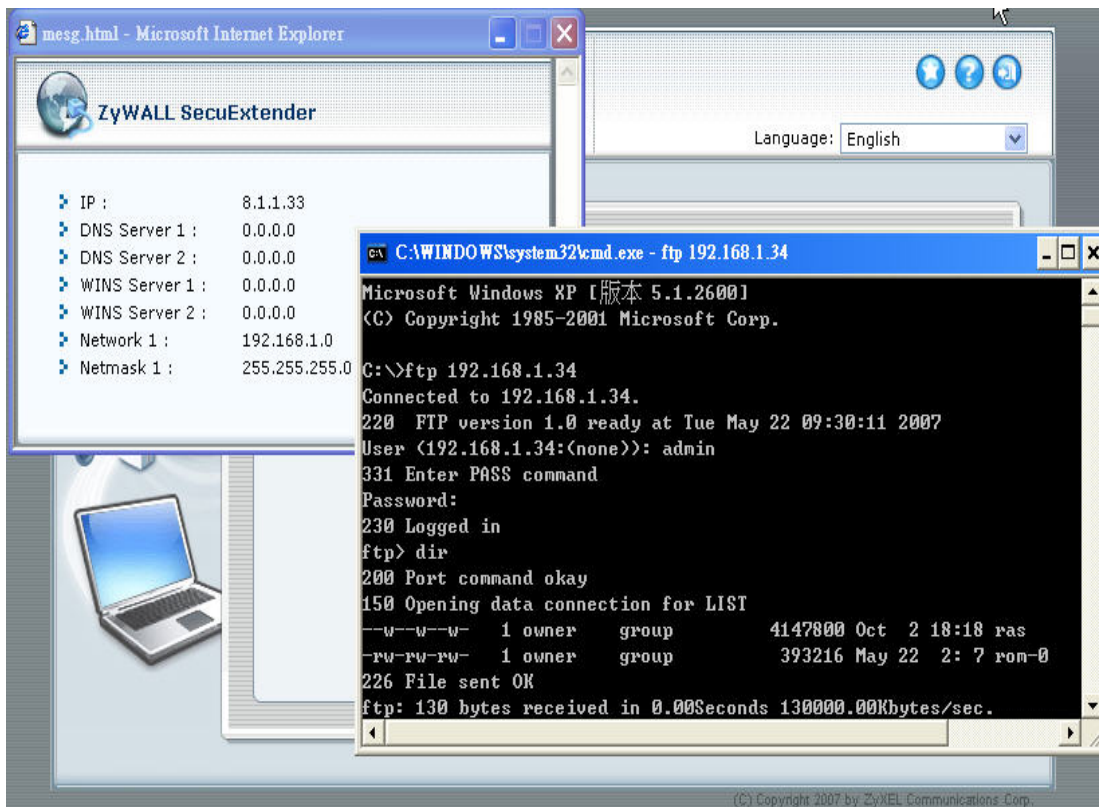 mesg.html - Microsoft Internet Explorer
ZyWALL SecuExtender
IP : 8.1.1.33
DNS Server 1 : 0.0.0.0
DNS Server 2 : 0.0.0.0
WINS Server 1 : 0.0.0.0
WINS Server 2 : 0.0.0.0
Network 1 : 192.168.1.0
Netmask 1 : 255.255.255.0
Language: English
C:\WINDOWS\system32\cmd.exe - ftp 192.168.1.34
Microsoft Windows XP [版本 5.1.2600]
(C) Copyright 1985-2001 Microsoft Corp.
C:\>ftp 192.168.1.34
Connected to 192.168.1.34.
220  FTP version 1.0 ready at Tue May 22 09:30:11 2007
User (192.168.1.34:(none)): admin
331 Enter PASS command
Password:
230 Logged in
ftp> dir
200 Port command okay
150 Opening data connection for LIST
--w--w--w-   1 owner    group         4147800 Oct  2 18:18 ras
-rw-rw-rw-   1 owner    group          393216 May 22  2: 7 rom-0
226 File sent OK
ftp: 130 bytes received in 0.00Seconds 130000.00Kbytes/sec.
(C) Copyright 2007 by ZyXEL Communications Corp.